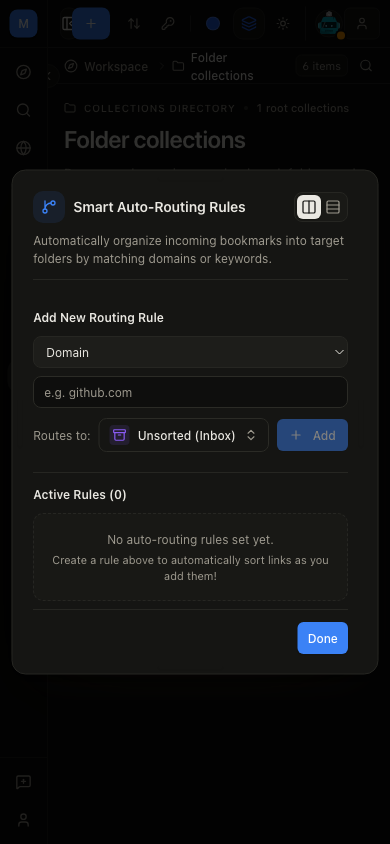 M
Workspace
Folder collections
6 items
COLLECTIONS DIRECTORY • 1 root collections
Folder collections
Smart Auto-Routing Rules
Automatically organize incoming bookmarks into target
folders by matching domains or keywords.
Add New Routing Rule
Domain
e.g. github.com
Routes to:
Unsorted (Inbox)
Add
Active Rules (0)
No auto-routing rules set yet.
Create a rule above to automatically sort links as you
add them!
Done